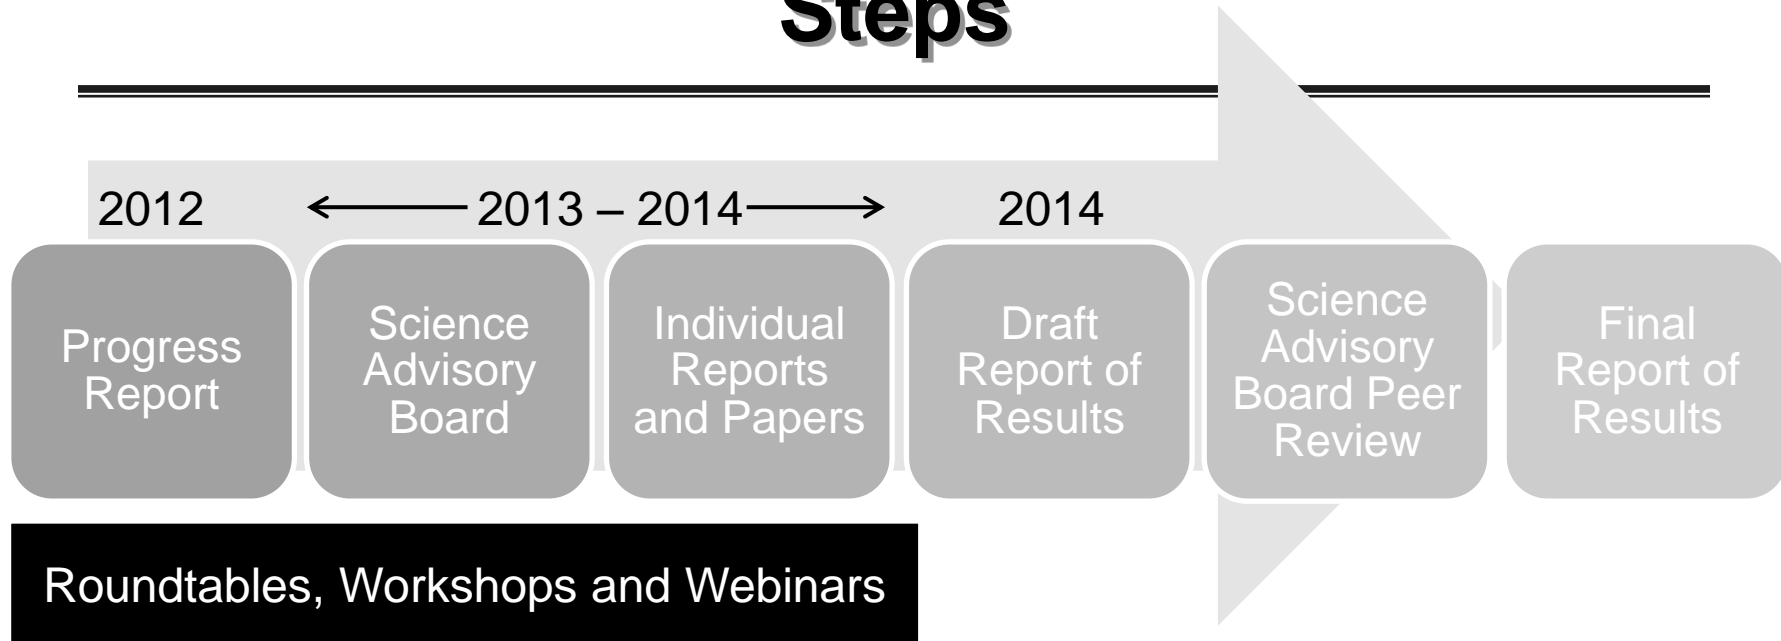 Steps
2012
2013 – 2014
2014
Progress
Report
Science
Advisory
Board
Individual
Reports
and Papers
Draft
Report of
Results
Science
Advisory
Board Peer
Review
Final
Report of
Results
Roundtables, Workshops and Webinars